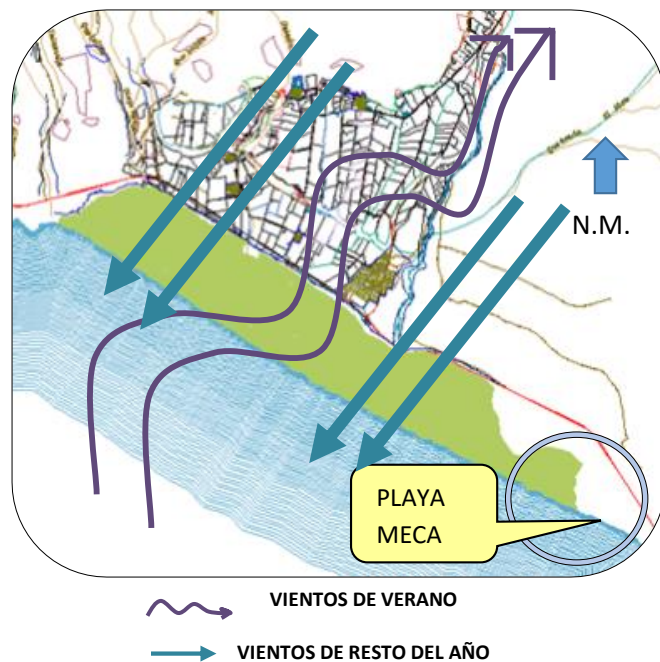 N.M.
PLAYA
MECA
VIENTOS DE VERANO
VIENTOS DE RESTO DEL AÑO